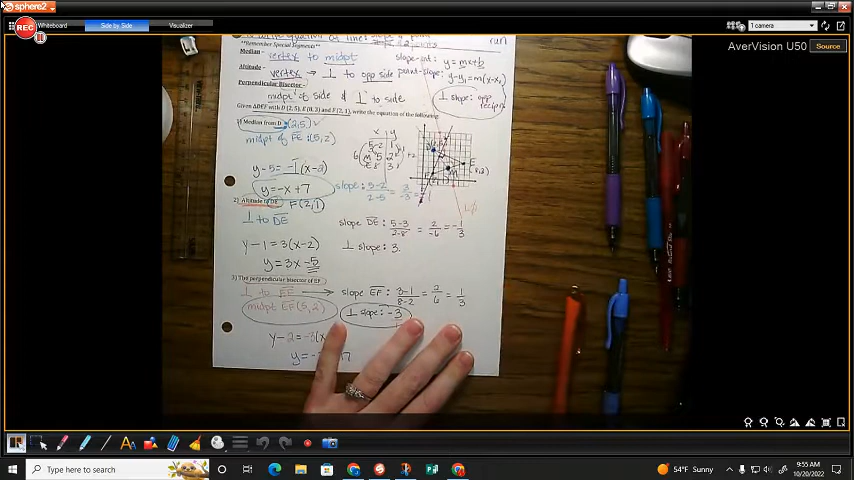 sphere2
REC
Whiteboard
Side by Side
Visualizer
T camera
AverVision U50
Source
run
*Remember Special Segments**
Median - vertex to midpt
slope-int: y = mx+b
Altitude - vertex → ⊥ to opp side
point-slope: y-y₁=m(x-x₁)
Perpendicular Bisector -
midpt of side & ⊥ to side
⊥ slope: opp recip
Given ΔDEF with D (2, 5), E (8, 3) and F (2, 1), write the equation of the following.
1) Median from D (2,5)
midpt of FE: (5,2)
y-5=-1(x-2)
y=-x+7
slope: 5-2/2-5 = 3/-3
2) Altitude to DE F(2,1)
⊥ to DE
slope DE: 5-3/2-8 = 2/-6 = -1/3
y-1=3(x-2)
⊥ slope: 3
y=3x-5
3) The perpendicular bisector of EF
⊥ to EF → slope EF: 3-1/8-2 = 2/6 = 1/3
midpt EF(5,2)
⊥ slope: -3
y-2=-3(x
Type here to search
54°F Sunny
9:55 AM
10/20/2022